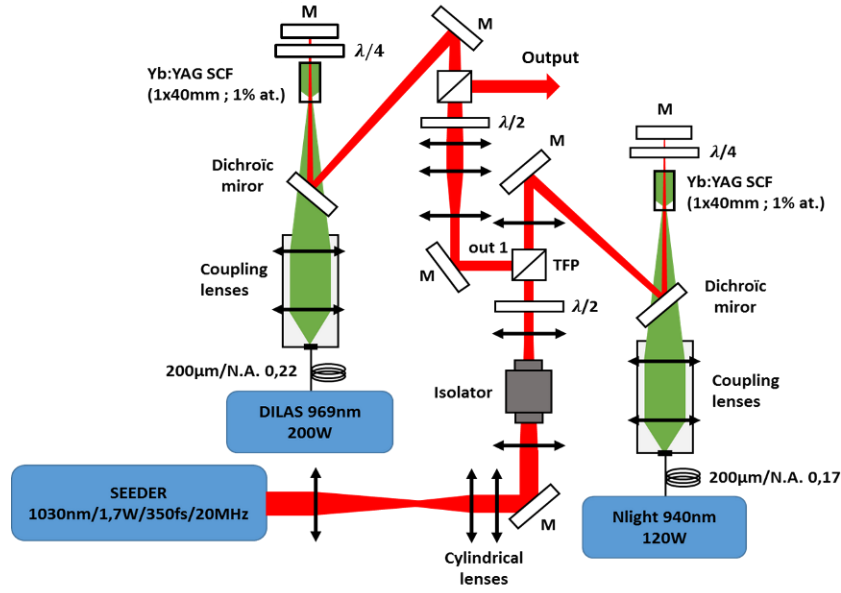 M
λ/4
Yb:YAG SCF
(1x40mm ; 1% at.)
Dichroïc
miror
Coupling
lenses
200µm/N.A. 0,22
DILAS 969nm
200W
M
Output
λ/2
out 1
M
TFP
λ/2
Isolator
M
M
λ/4
Yb:YAG SCF
(1x40mm ; 1% at.)
Dichroïc
miror
Coupling
lenses
200µm/N.A. 0,17
Nlight 940nm
120W
SEEDER
1030nm/1,7W/350fs/20MHz
Cylindrical
lenses
M